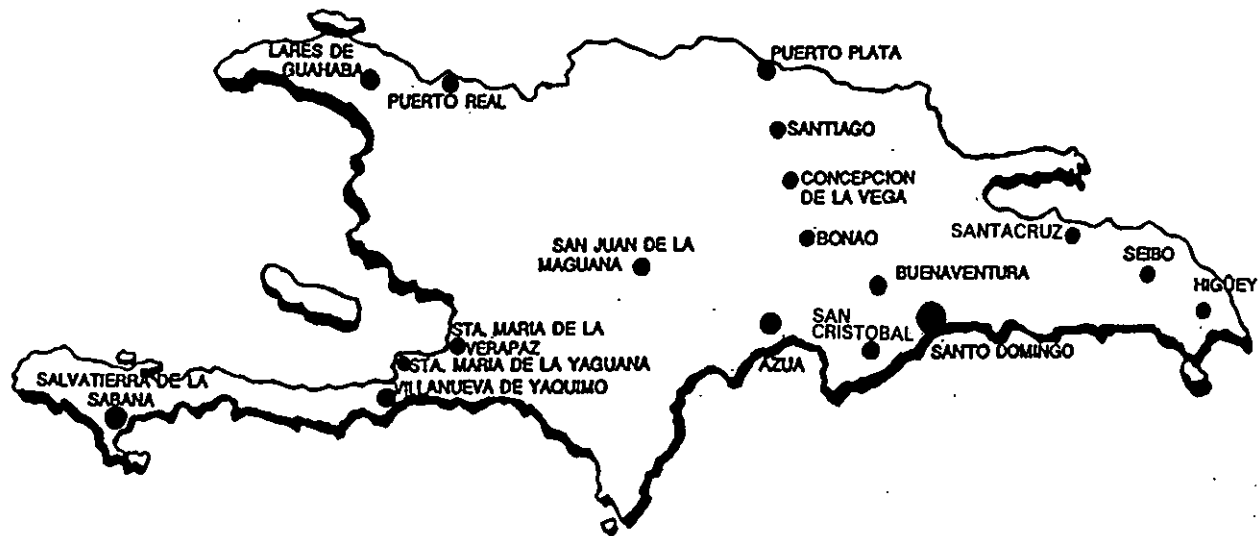 LARES DE
GUAHABA
PUERTO REAL
PUERTO PLATA
SANTIAGO
CONCEPCION
DE LA VEGA
BONAO
SAN JUAN DE LA
MAGUANA
BUENAVENTURA
SANTACRUZ
SEIBO
HIGÜEY
SAN
CRISTOBAL
SANTO DOMINGO
AZUA
STA. MARIA DE LA
VERAPAZ
STA. MARIA DE LA YAGUANA
VILLANUEVA DE YAQUIMO
SALVATIERRA DE LA
SABANA